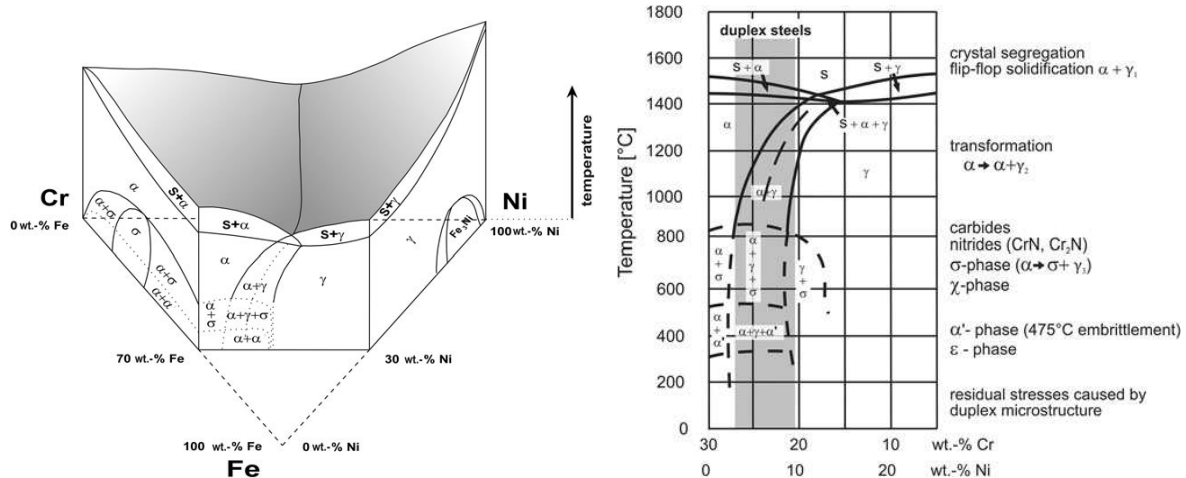 Cr
0 wt.-% Fe
Ni
100 wt.-% Ni
temperature
α
α+σ
σ
α+σ
α+α
S+α
S+α
S+γ
S+γ
γ
Fe₃Ni
α
α+γ
γ
α+σ
α+γ+σ
α+α
70 wt.-% Fe
30 wt.-% Ni
100 wt.-% Fe
0 wt.-% Ni
Fe
Temperature [°C]
1800
1600
1400
1200
1000
800
600
400
200
0
duplex steels
S+α
S
S+γ
S+α+γ
α
α+γ
γ
α+σ
α+γ+σ
γ+σ
α+α'
α+γ+α'
30 20 10 wt.-% Cr
0 10 20 wt.-% Ni
crystal segregation
flip-flop solidification α + γ₁
transformation
α➔ α+γ₂
carbides
nitrides (CrN, Cr₂N)
σ-phase (α➔ σ+ γ₃)
χ-phase
α'- phase (475°C embrittlement)
ε - phase
residual stresses caused by
duplex microstructure